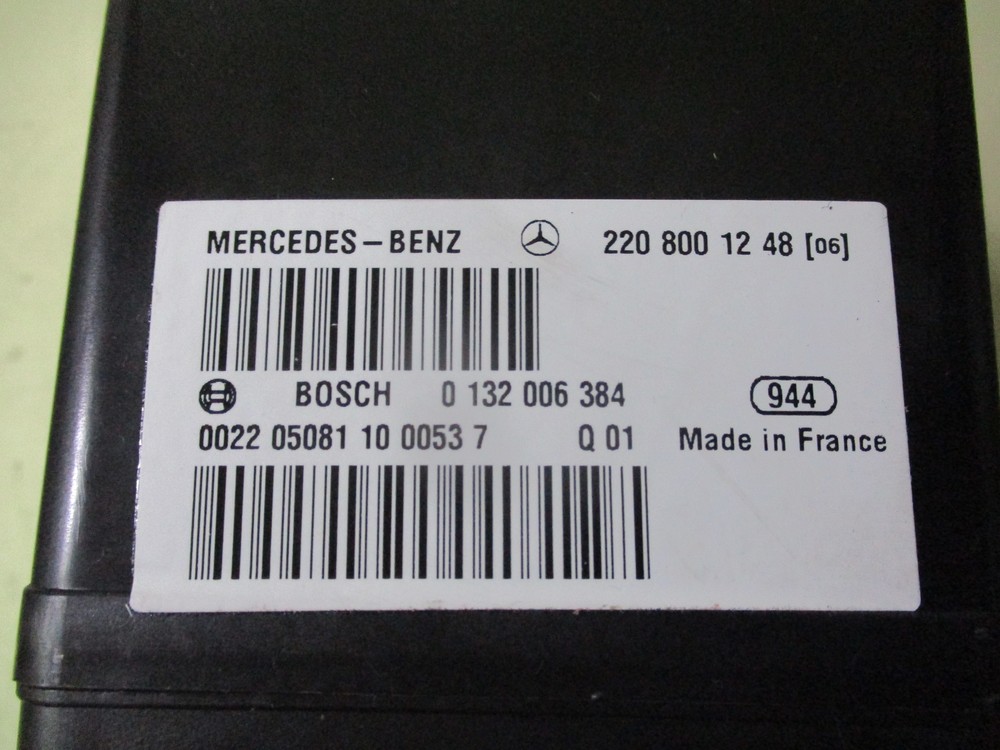 MERCEDES-BENZ 220 800 12 48 [06]
BOSCH 0 132 006 384 944
0022 05081 10 0053 7 Q 01 Made in France